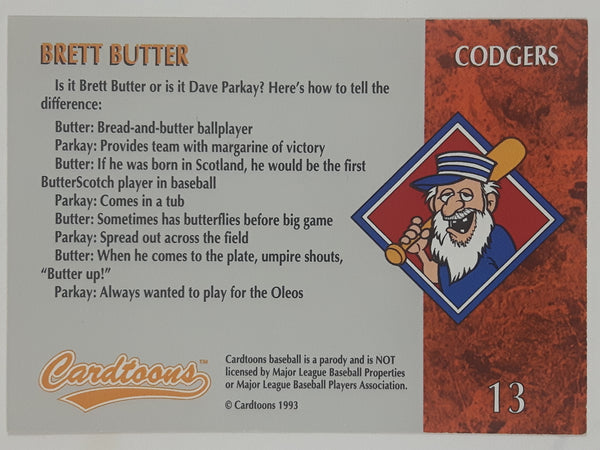 BRETT BUTTER
CODGERS
Is it Brett Butter or is it Dave Parkay? Here's how to tell the
difference:
Butter: Bread-and-butter ballplayer
Parkay: Provides team with margarine of victory
Butter: If he was born in Scotland, he would be the first
ButterScotch player in baseball
Parkay: Comes in a tub
Butter: Sometimes has butterflies before big game
Parkay: Spread out across the field
Butter: When he comes to the plate, umpire shouts,
"Butter up!"
Parkay: Always wanted to play for the Oleos
Cardtoons™
Cardtoons baseball is a parody and is NOT
licensed by Major League Baseball Properties
or Major League Baseball Players Association.
© Cardtoons 1993
13